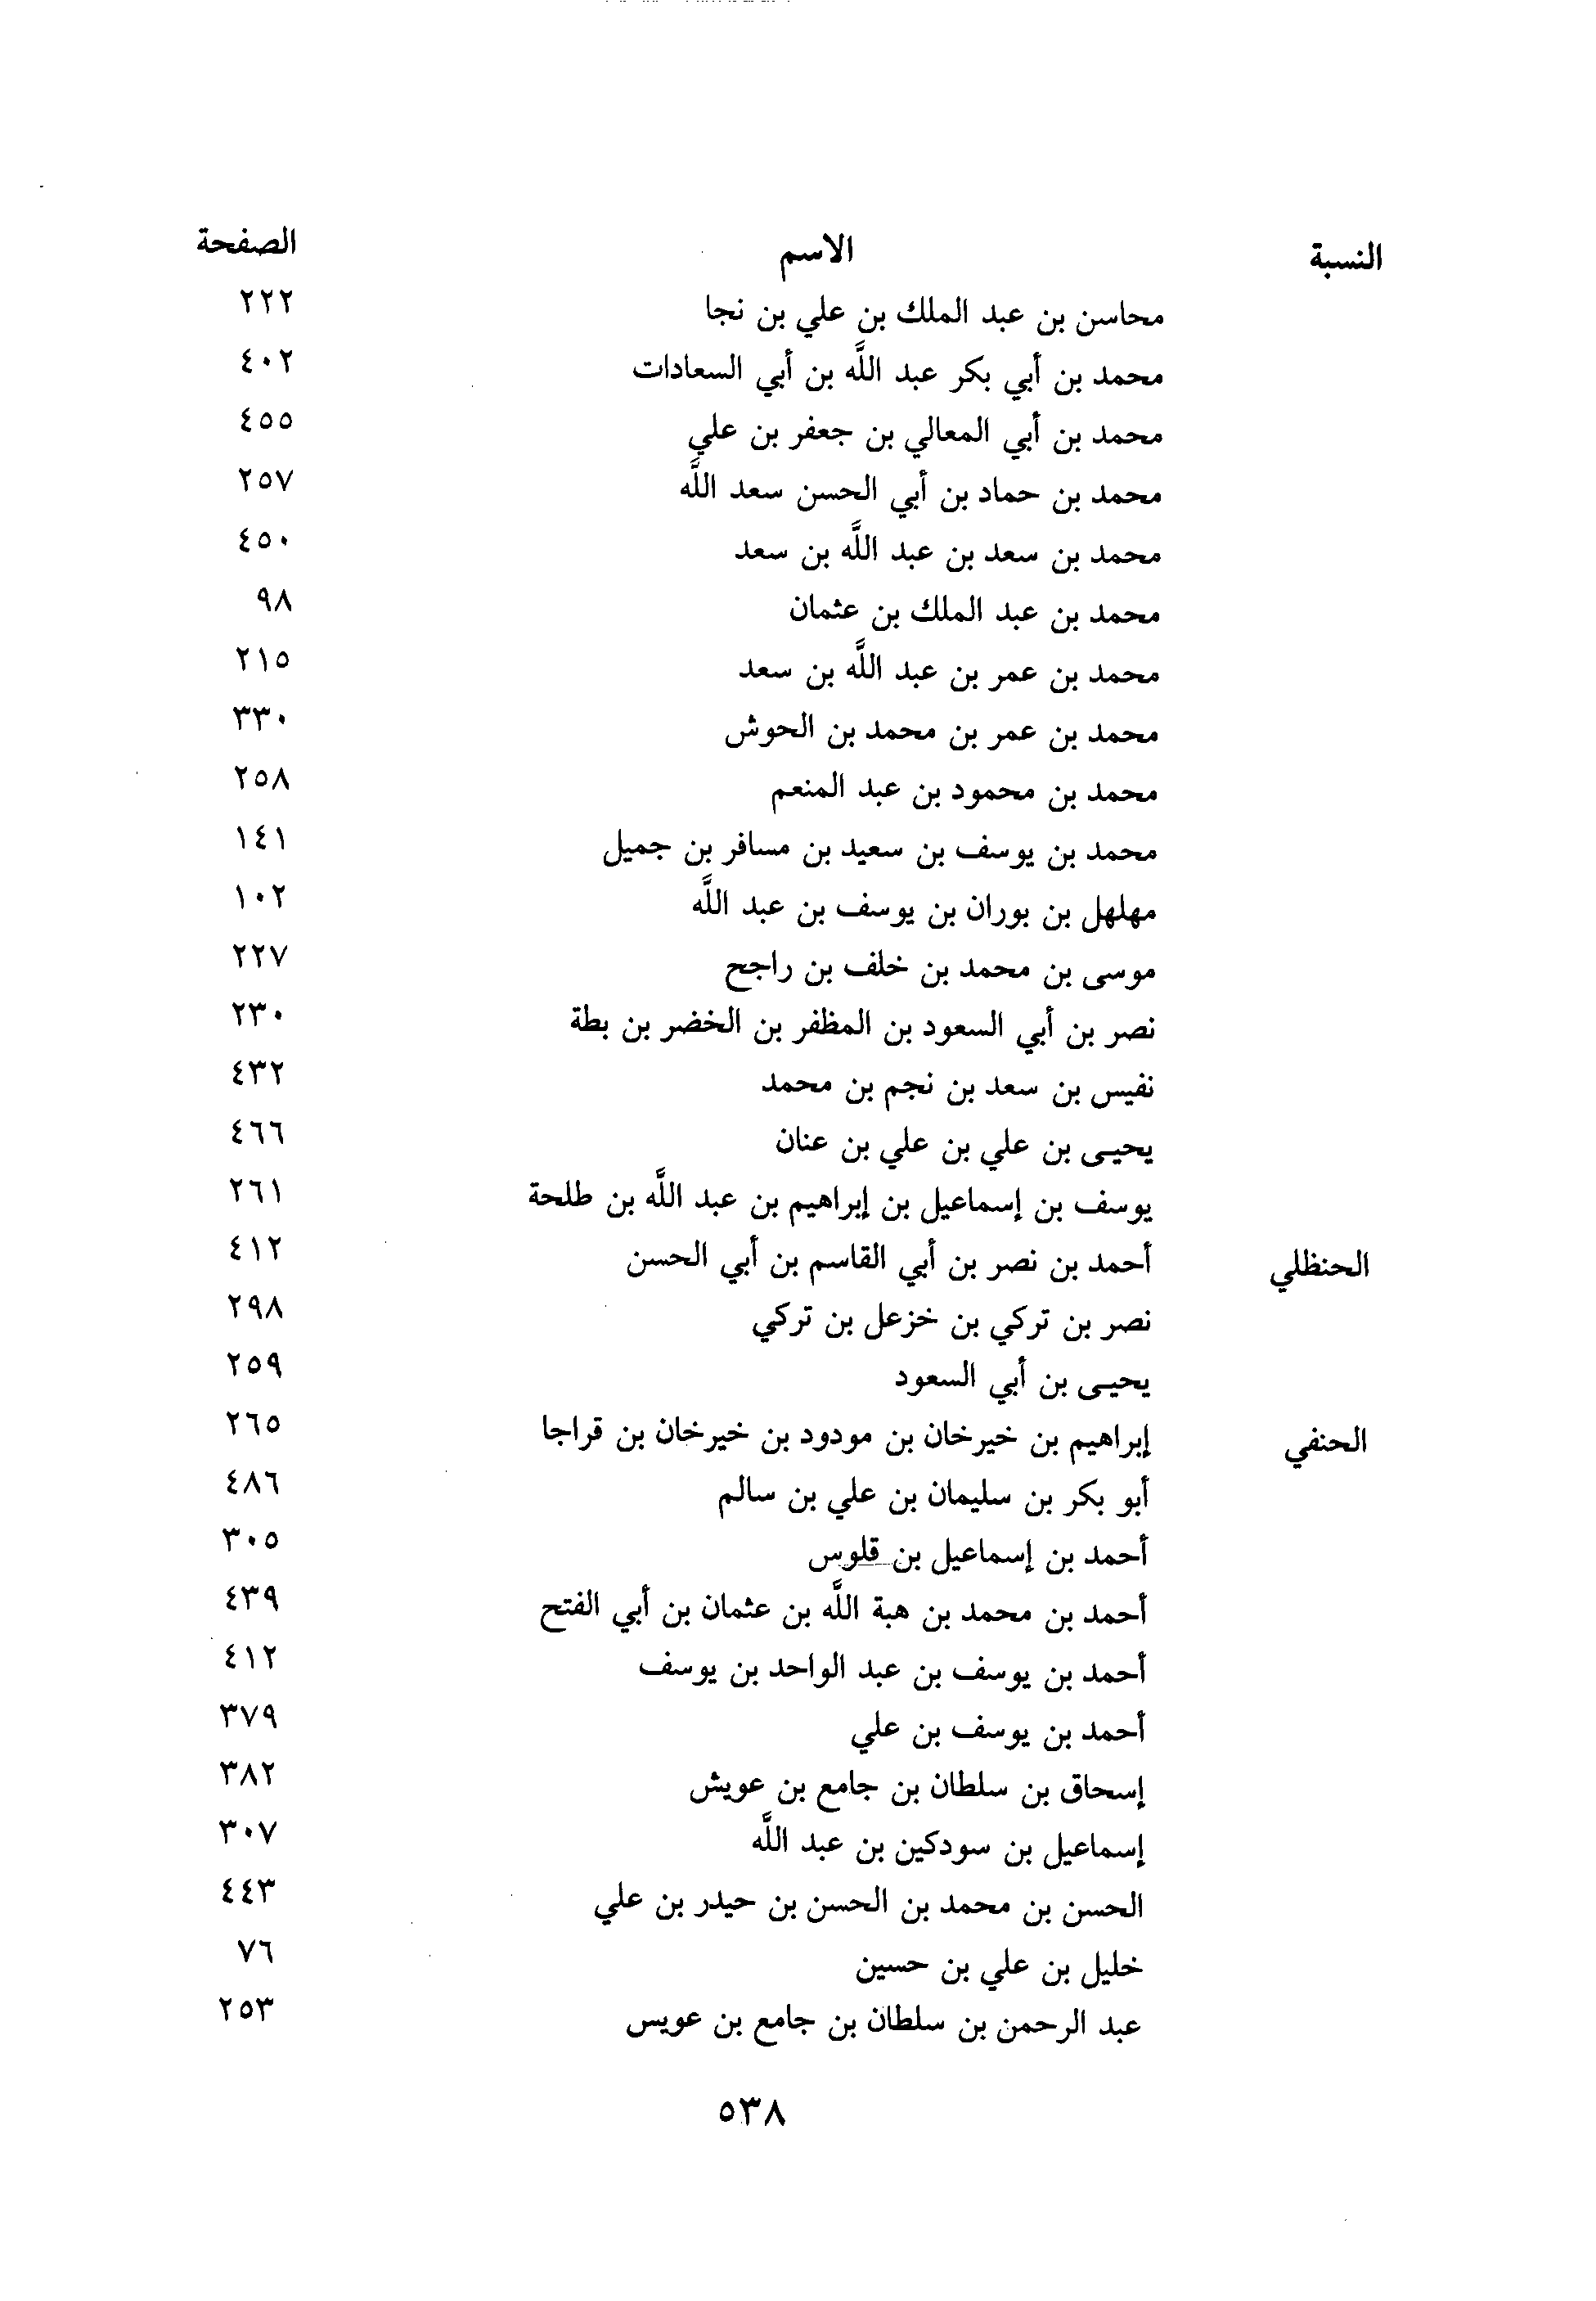 النسبة الاسم الصفحة
محاسن بن عبد الملك بن علي بن نجا ٢٢٢
محمد بن أبي بكر عبد اللَّه بن أبي السعادات ٤٠٢
محمد بن أبي المعالي بن جعفر بن علي ٤٥٥
محمد بن حماد بن أبي الحسن سعد اللَّه ٢٥٧
محمد بن سعد بن عبد اللَّه بن سعد ٤٥٠
محمد بن عبد الملك بن عثمان ٩٨
محمد بن عمر بن عبد اللَّه بن سعد ٢١٥
محمد بن عمر بن محمد بن الحوش ٣٣٠
محمد بن محمود بن عبد المنعم ٢٥٨
محمد بن يوسف بن سعيد بن مسافر بن جميل ١٤١
مهلهل بن بوران بن يوسف بن عبد اللَّه ١٠٢
موسى بن محمد بن خلف بن راجح ٢٢٧
نصر بن أبي السعود بن المظفر بن الخضر بن بطة ٢٣٠
نفيس بن سعد بن نجم بن محمد ٤٣٢
يحيى بن علي بن علي بن عنان ٤٦٦
يوسف بن إسماعيل بن إبراهيم بن عبد اللَّه بن طلحة ٢٦١
الحنظلي أحمد بن نصر بن أبي القاسم بن أبي الحسن ٤١٢
نصر بن تركي بن خزعل بن تركي ٢٩٨
يحيى بن أبي السعود ٢٥٩
الحنفي إبراهيم بن خيرخان بن مودود بن خيرخان بن قراجا ٢٦٥
أبو بكر بن سليمان بن علي بن سالم ٤٨٦
أحمد بن إسماعيل بن قلوس ٣٠٥
أحمد بن محمد بن هبة اللَّه بن عثمان بن أبي الفتح ٤٣٩
أحمد بن يوسف بن عبد الواحد بن يوسف ٤١٢
أحمد بن يوسف بن علي ٣٧٩
إسحاق بن سلطان بن جامع بن عويش ٣٨٢
إسماعيل بن سودكين بن عبد اللَّه ٣٠٧
الحسن بن محمد بن الحسن بن حيدر بن علي ٤٤٣
خليل بن علي بن حسين ٧٦
عبد الرحمن بن سلطان بن جامع بن عويس ٢٥٣
٥٣٨